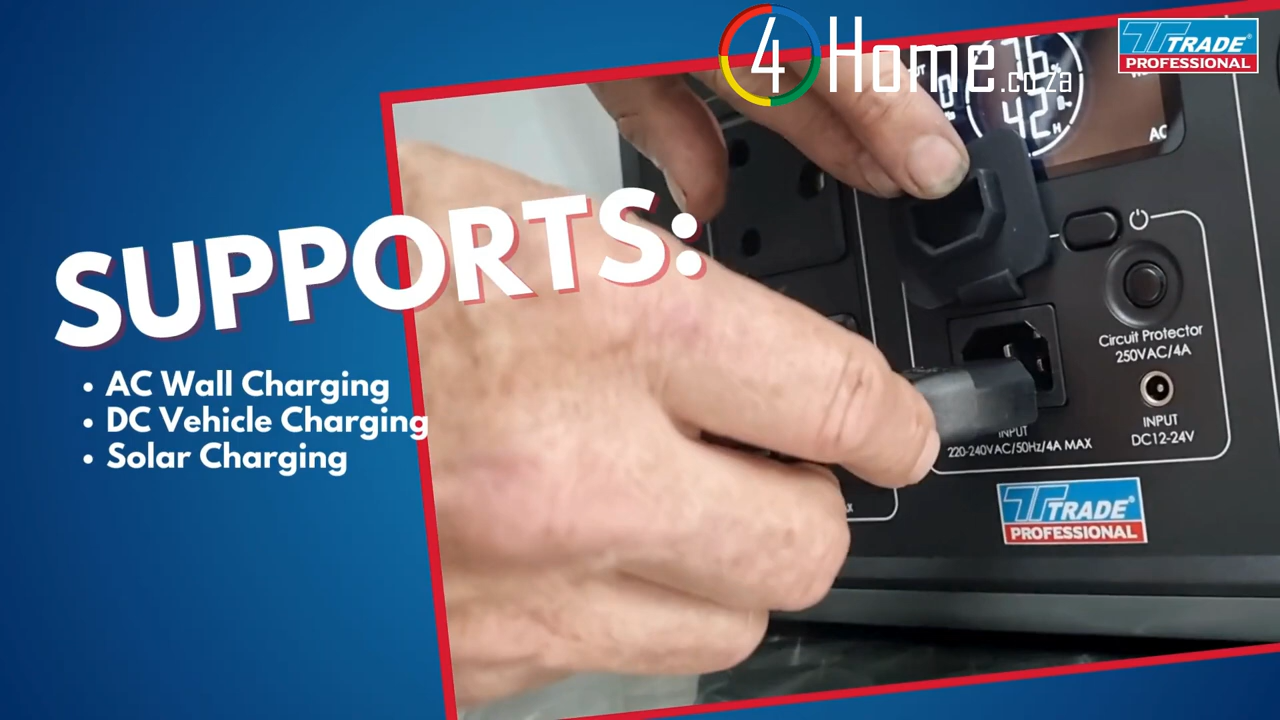 4Home.co.za
TRADE
PROFESSIONAL
42
H
AC
SUPPORTS:
• AC Wall Charging
• DC Vehicle Charging
• Solar Charging
Circuit Protector
250VAC/4A
INPUT
220-240VAC/50Hz/4A MAX
INPUT
DC12-24V
TRADE
PROFESSIONAL